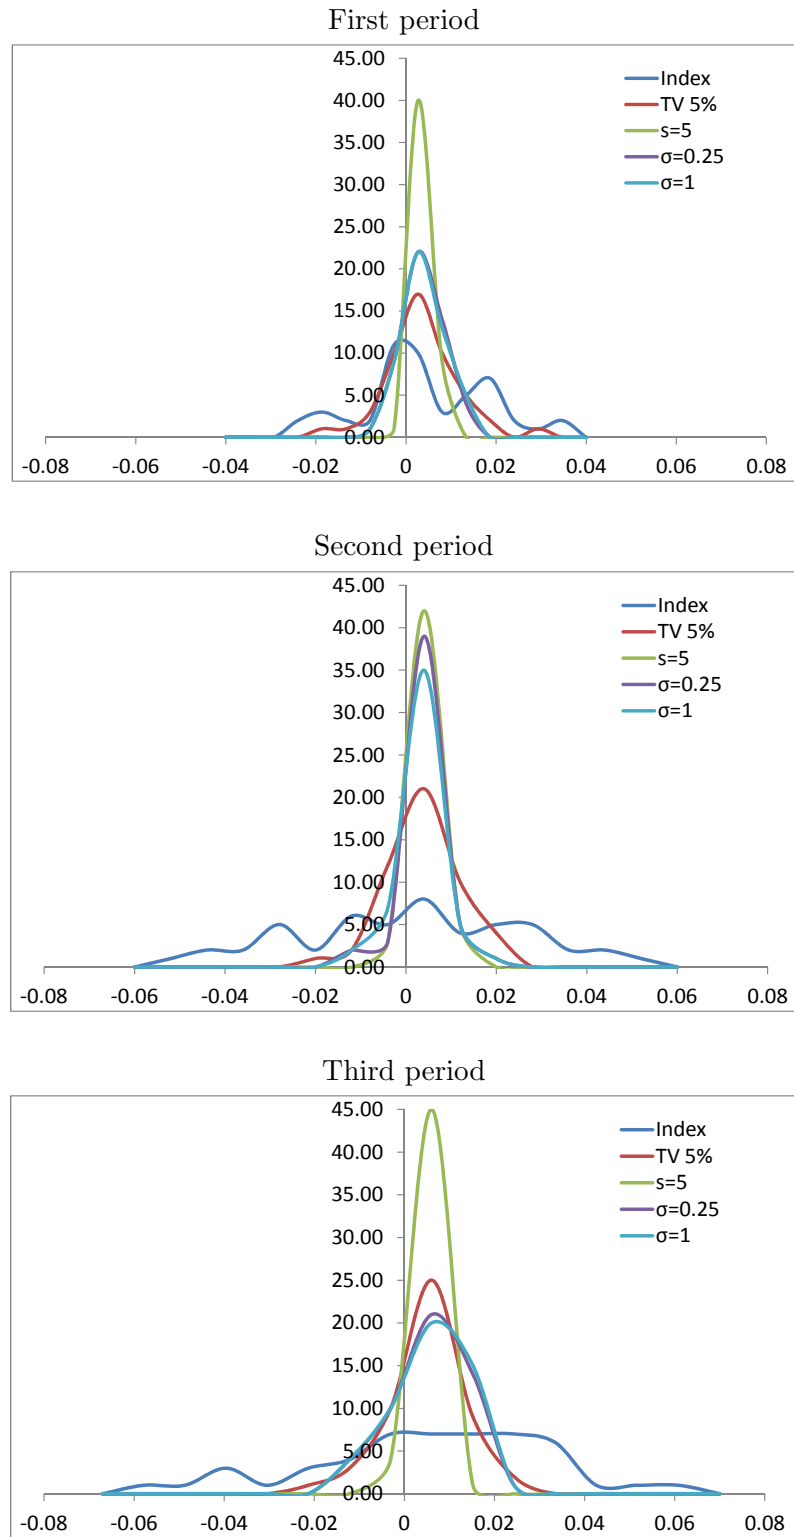 First period
45.00
40.00
35.00
30.00
25.00
20.00
15.00
10.00
5.00
0.00
-0.08 -0.06 -0.04 -0.02 0 0.02 0.04 0.06 0.08
Index
TV 5%
s=5
σ=0.25
σ=1
Second period
45.00
40.00
35.00
30.00
25.00
20.00
15.00
10.00
5.00
0.00
-0.08 -0.06 -0.04 -0.02 0 0.02 0.04 0.06 0.08
Index
TV 5%
s=5
σ=0.25
σ=1
Third period
45.00
40.00
35.00
30.00
25.00
20.00
15.00
10.00
5.00
0.00
-0.08 -0.06 -0.04 -0.02 0 0.02 0.04 0.06 0.08
Index
TV 5%
s=5
σ=0.25
σ=1